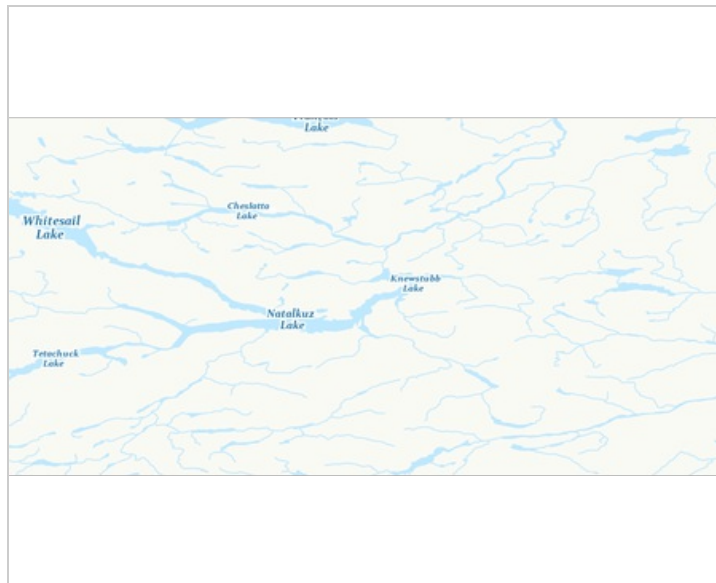 Lake
Cheslatta
Lake
Whitesail
Lake
Knewstubb
Lake
Natalkuz
Lake
Tetachuck
Lake